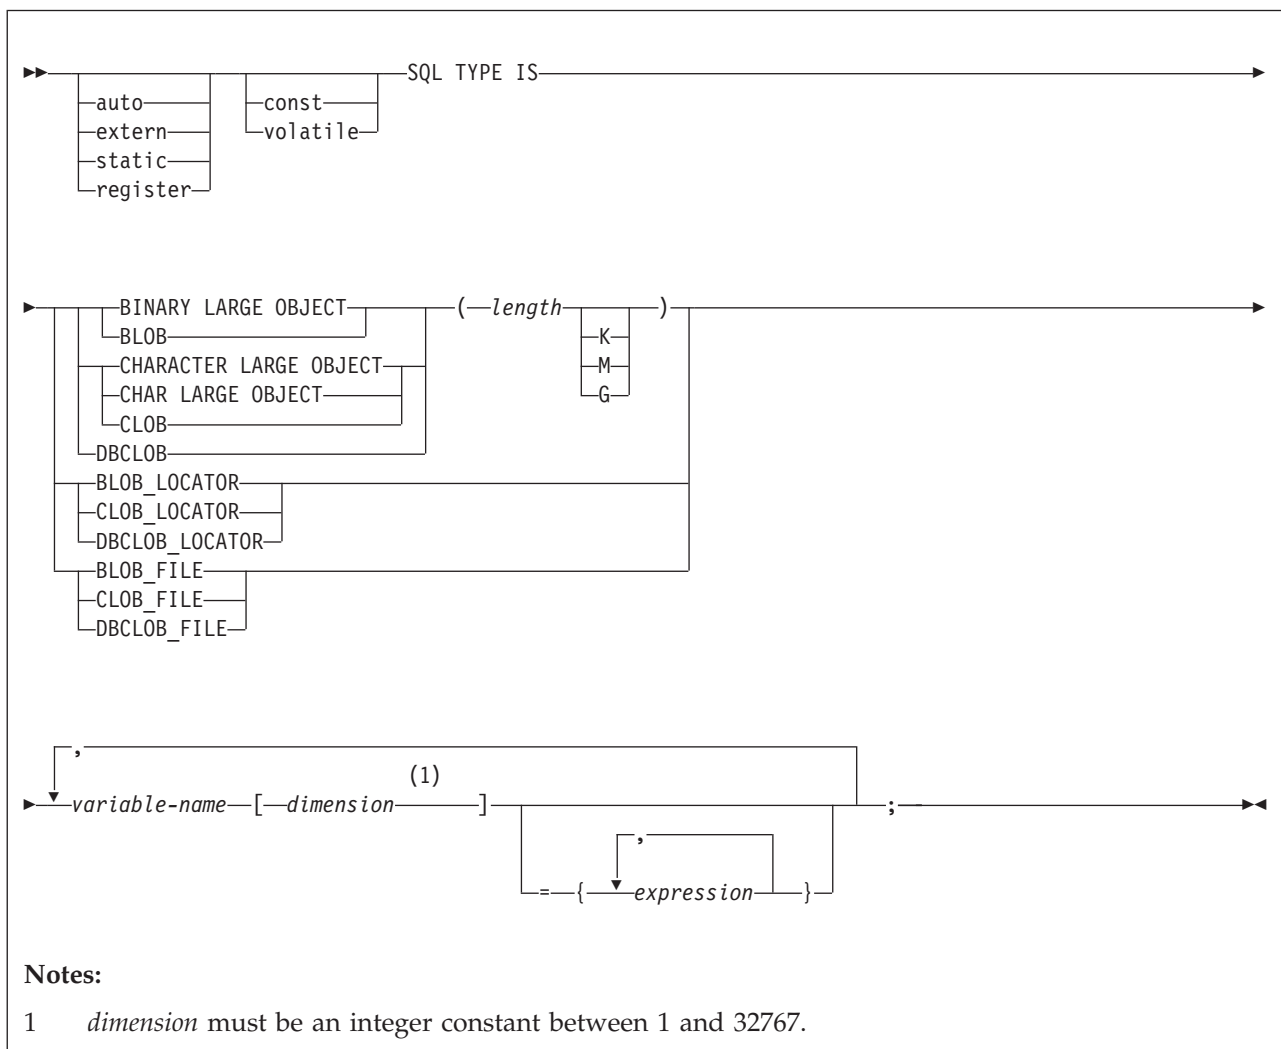 SQL TYPE IS
auto const
extern volatile
static
register
BINARY LARGE OBJECT ( length )
BLOB K
CHARACTER LARGE OBJECT M
CHAR LARGE OBJECT G
CLOB
DBCLOB
BLOB_LOCATOR
CLOB_LOCATOR
DBCLOB_LOCATOR
BLOB_FILE
CLOB_FILE
DBCLOB_FILE
,
(1)
variable-name [ dimension ] ;
,
= { expression }
Notes:
1 dimension must be an integer constant between 1 and 32767.